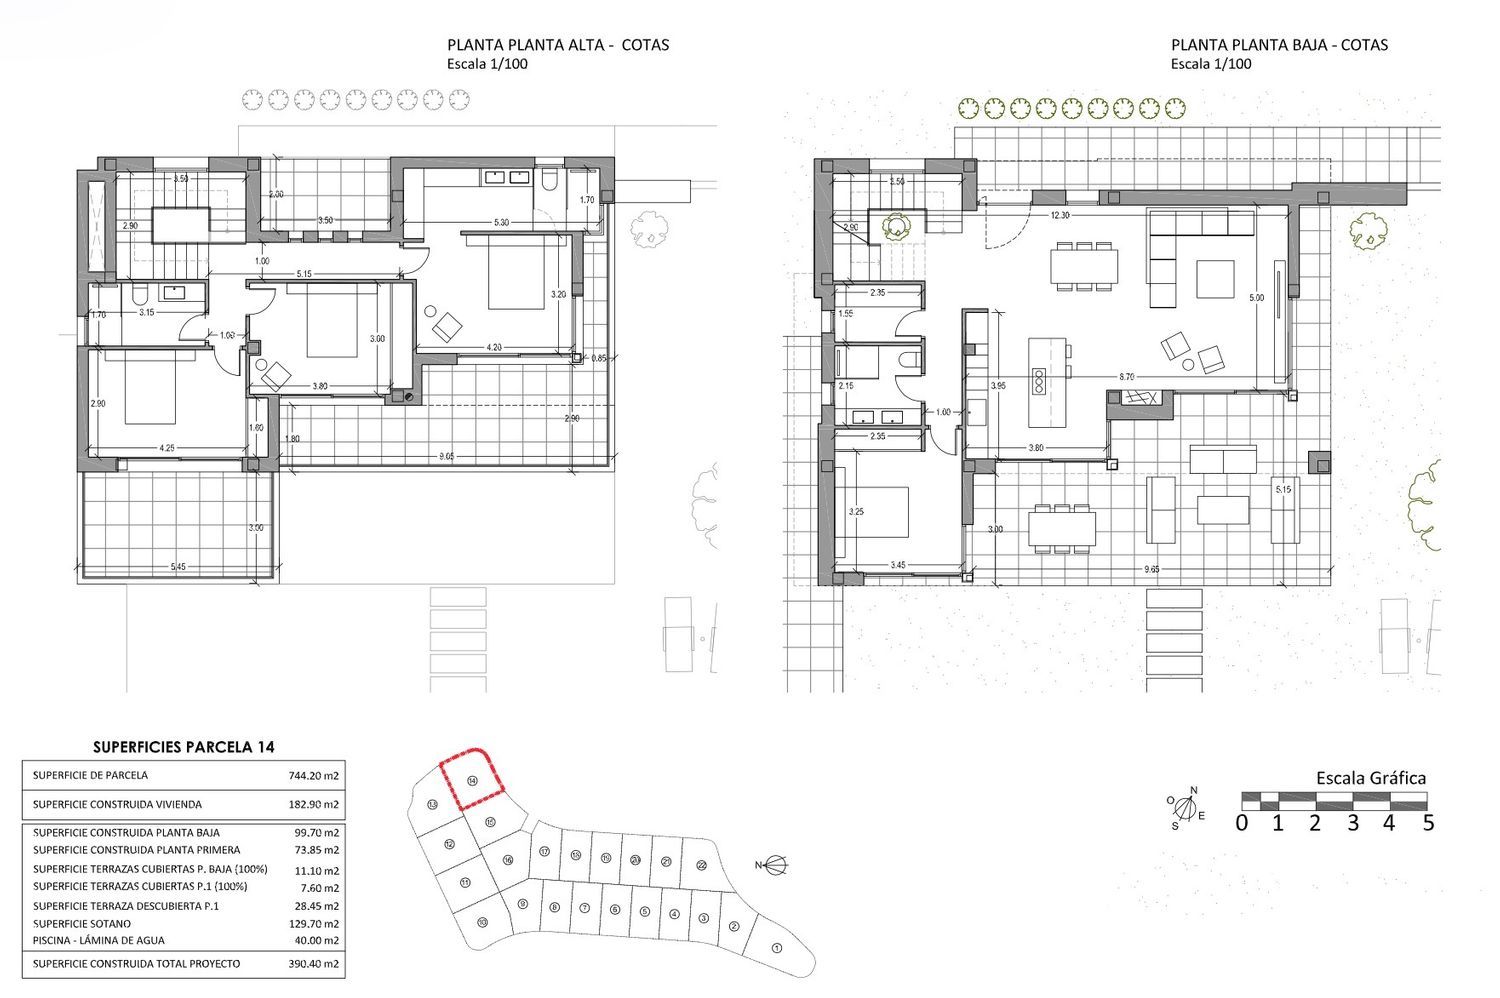 PLANTA PLANTA ALTA - COTAS
Escala 1/100
3.50
2.00
3.50
2.90
1.00
5.15
5.30
1.70
3.20
1.70
3.15
1.00
3.00
4.20
0.85
3.80
2.90
4.25
1.60
1.80
2.90
9.05
3.00
5.45
PLANTA PLANTA BAJA - COTAS
Escala 1/100
3.50
12.30
2.90
2.35
1.55
5.00
2.15
8.70
3.95
1.00
2.35
3.80
3.25
5.15
3.00
3.45
9.65
SUPERFICIES PARCELA 14
SUPERFICIE DE PARCELA 744.20 m2
SUPERFICIE CONSTRUIDA VIVIENDA 182.90 m2
SUPERFICIE CONSTRUIDA PLANTA BAJA 99.70 m2
SUPERFICIE CONSTRUIDA PLANTA PRIMERA 73.85 m2
SUPERFICIE TERRAZAS CUBIERTAS P. BAJA (100%) 11.10 m2
SUPERFICIE TERRAZAS CUBIERTAS P.1 (100%) 7.60 m2
SUPERFICIE TERRAZA DESCUBIERTA P.1 28.45 m2
SUPERFICIE SOTANO 129.70 m2
PISCINA - LÁMINA DE AGUA 40.00 m2
SUPERFICIE CONSTRUIDA TOTAL PROYECTO 390.40 m2
14
13
15
12
16
17
18
19
20
21
22
11
10
9
8
7
6
5
4
3
2
1
N
N
O
E
S
Escala Gráfica
0 1 2 3 4 5